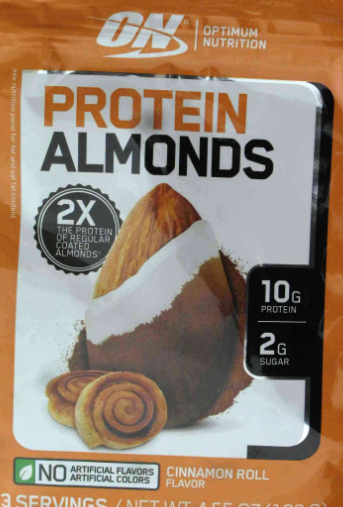 ON
OPTIMUM
NUTRITION
PROTEIN
ALMONDS
2X
THE PROTEIN
OF REGULAR
COATED
ALMONDS*
10G
PROTEIN
2G
SUGAR
NO ARTIFICIAL FLAVORS
ARTIFICIAL COLORS
CINNAMON ROLL
FLAVOR
3 SERVINGS / NET WT 4.55 OZ